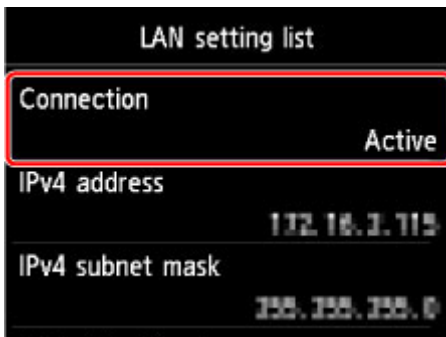 LAN setting list
Connection
Active
IPv4 address
IPv4 subnet mask